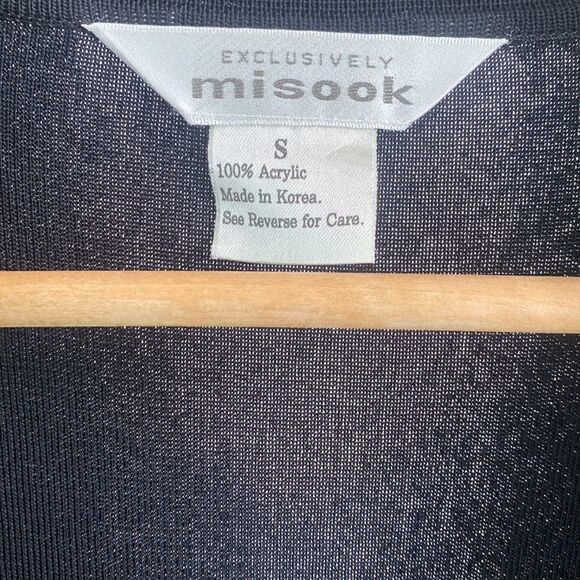 EXCLUSIVELY
misook
S
100% Acrylic
Made in Korea.
See Reverse for Care.